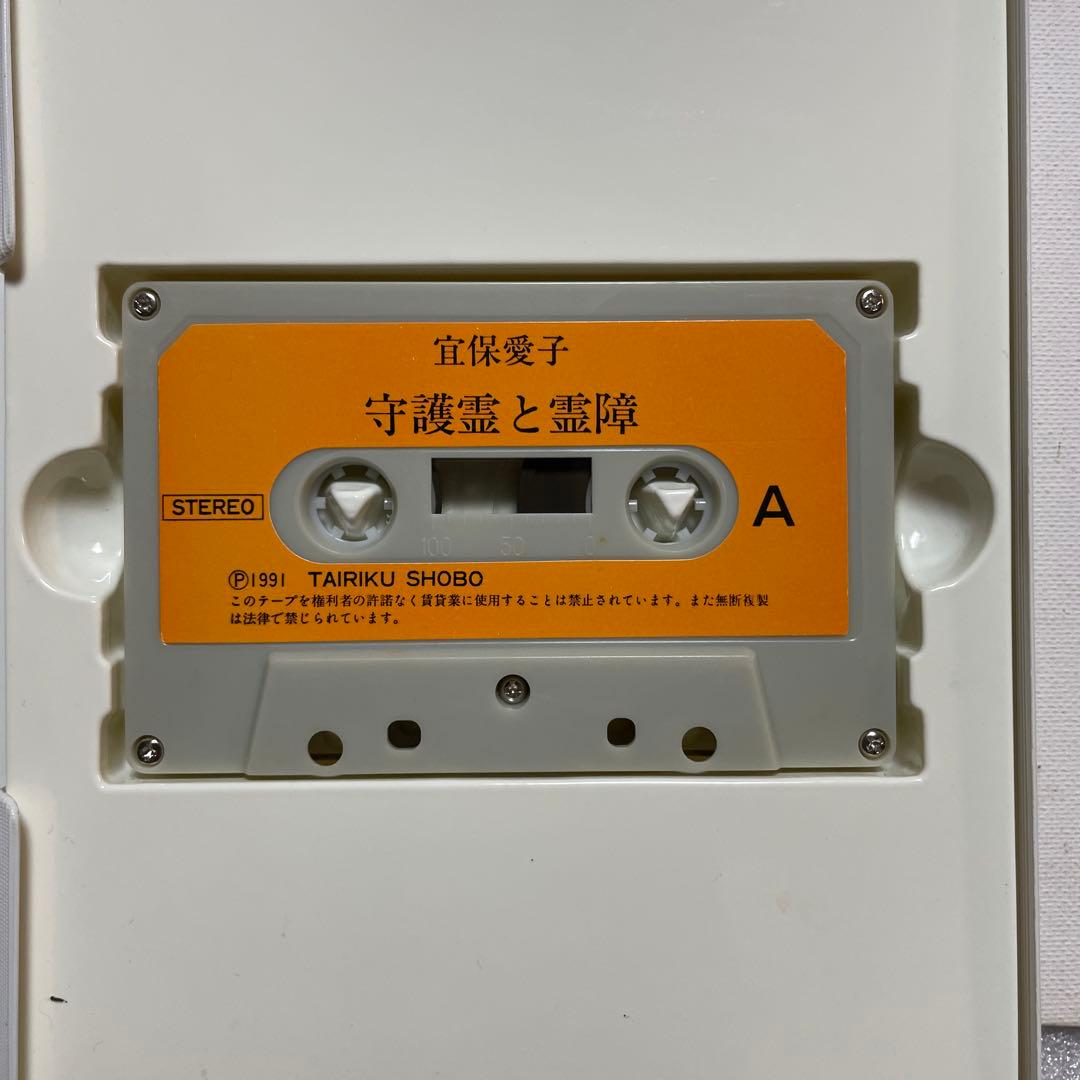 宜保愛子
守護霊と霊障
STEREO
A
100 50 0
Ⓟ1991 TAIRIKU SHOBO
このテープを権利者の許諾なく賃貸業に使用することは禁止されています。また無断複製
は法律で禁じられています。